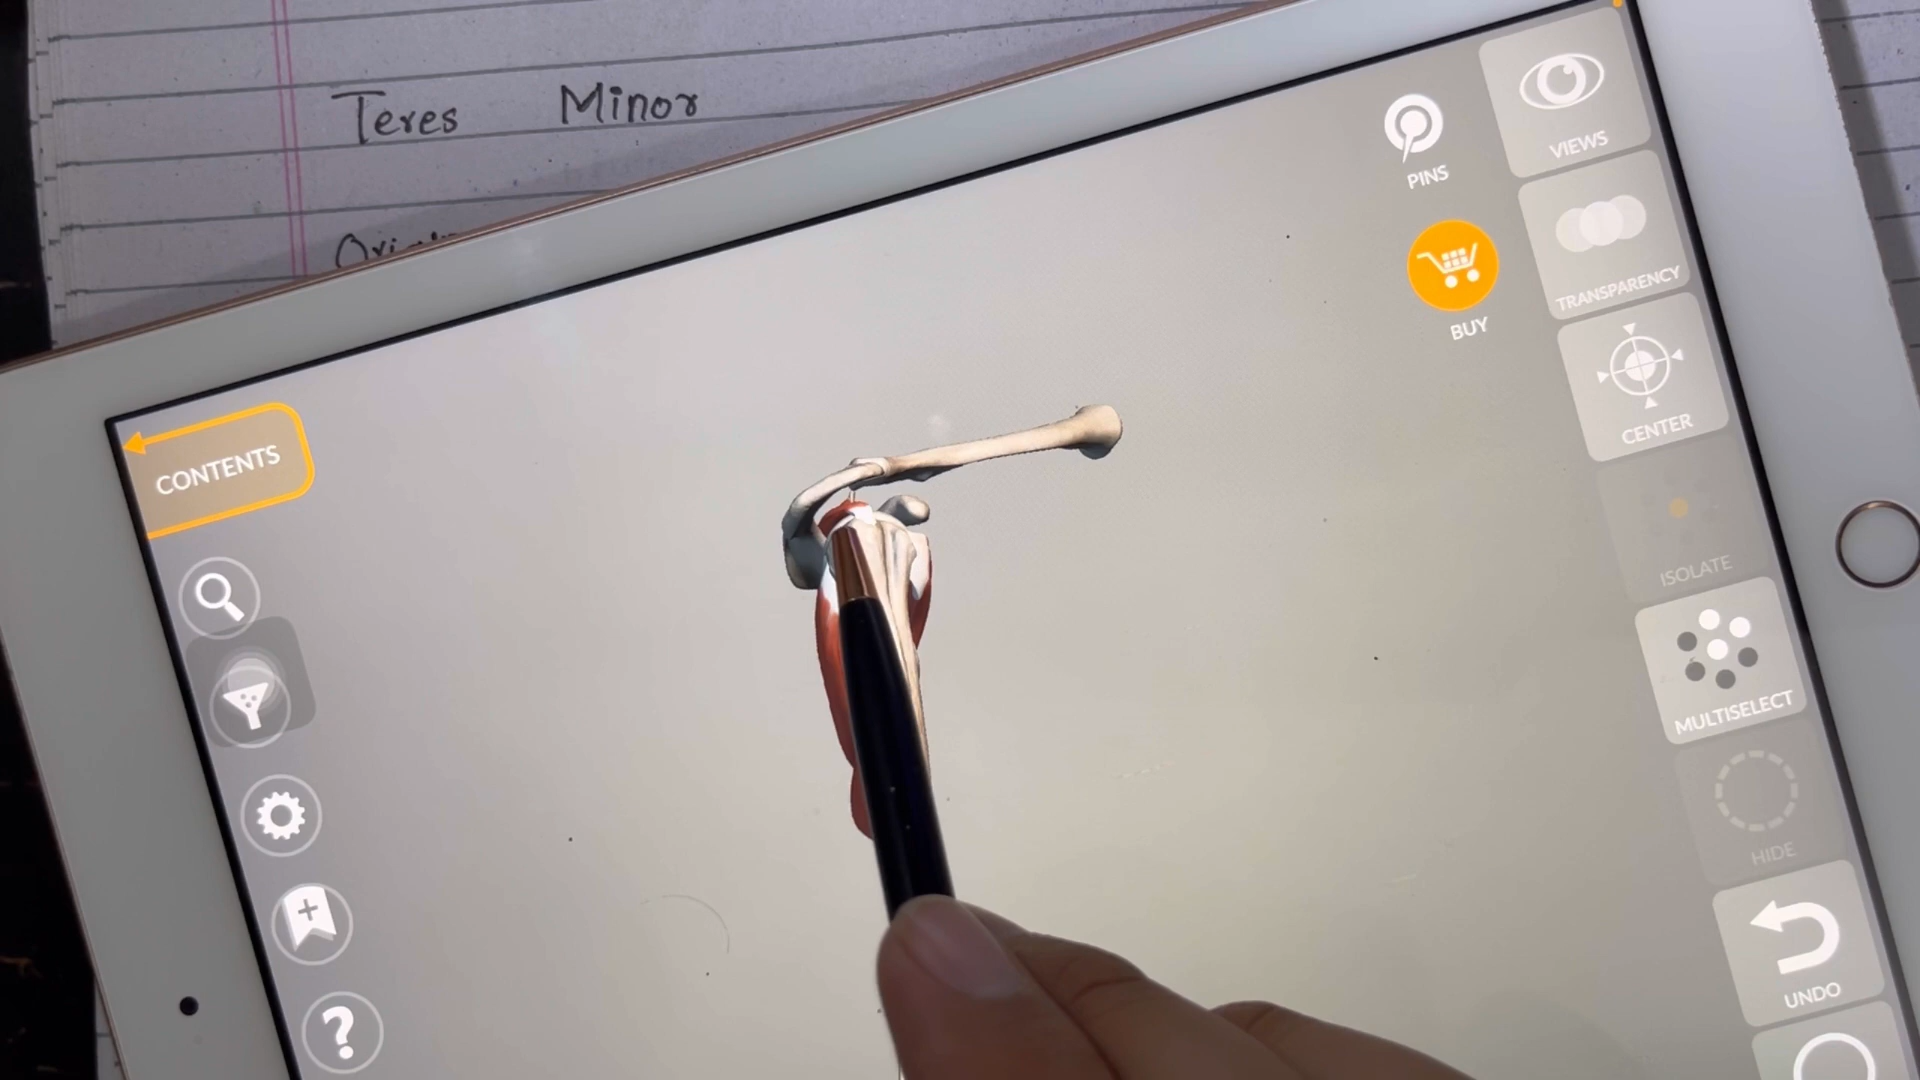 Teres Minor
PINS
VIEWS
BUY
TRANSPARENCY
CENTER
CONTENTS
ISOLATE
MULTISELECT
HIDE
UNDO